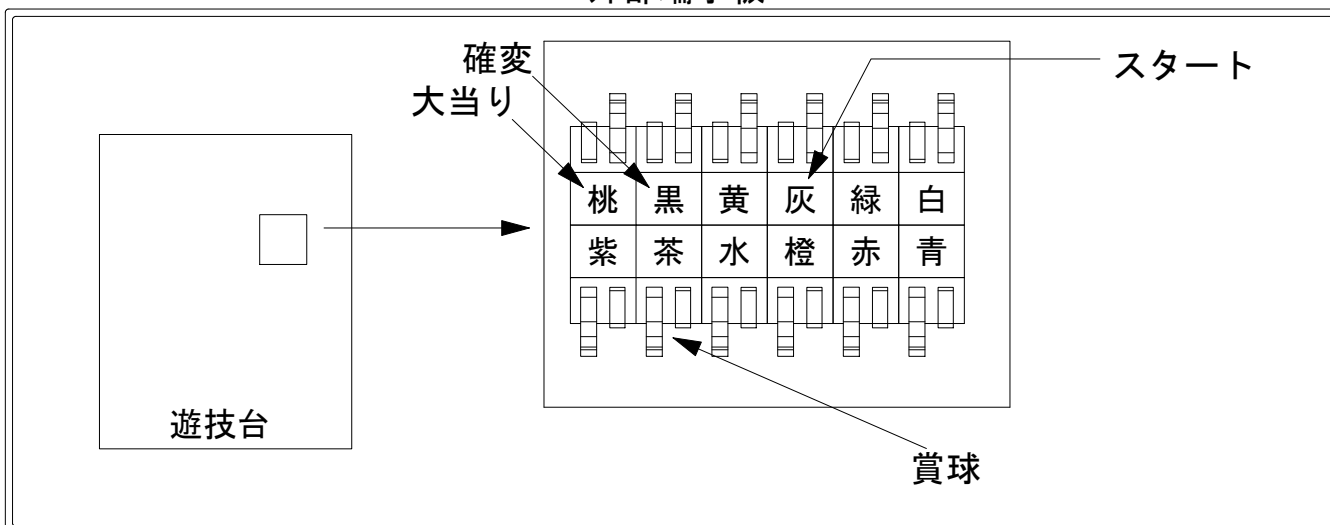 確変
大当り
スタート
桃 黒 黄 灰 緑 白
紫 茶 水 橙 赤 青
遊技台
賞球